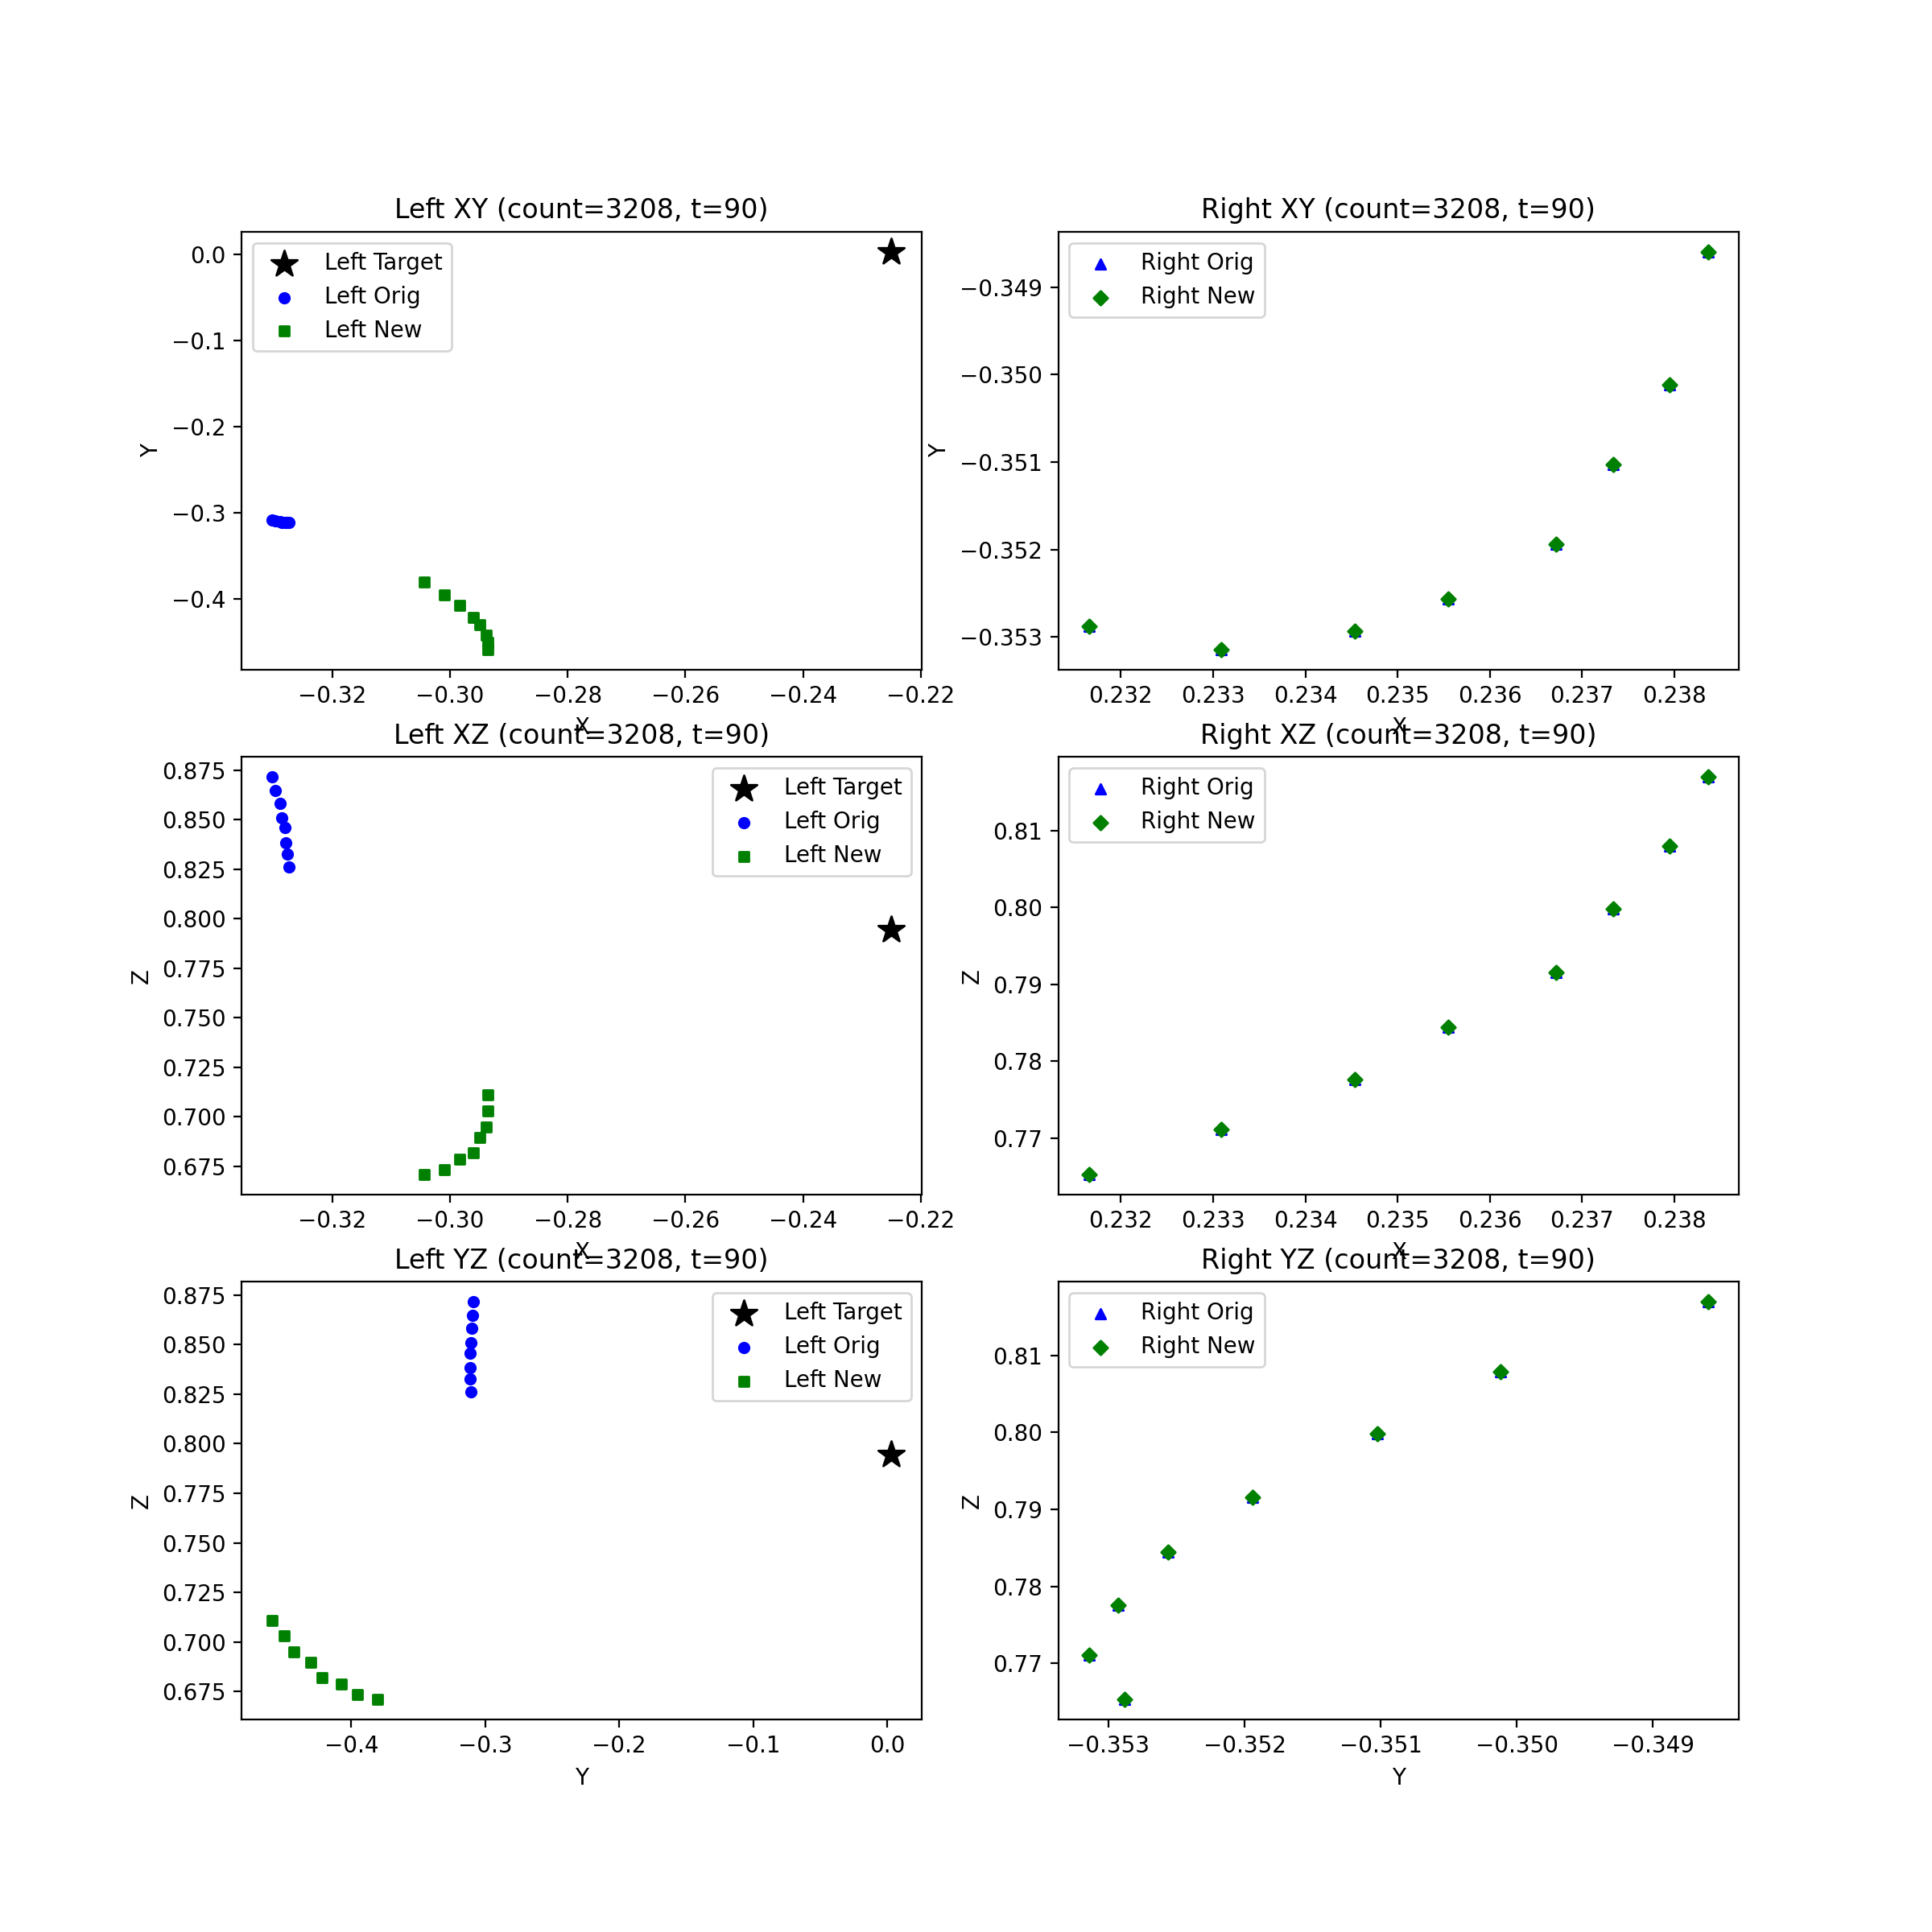 Left XY (count=3208, t=90)
Left Target
Left Orig
Left New
Y
0.0
−0.1
−0.2
−0.3
−0.4
−0.32
−0.30
−0.28
−0.26
−0.24
−0.22
X
Right XY (count=3208, t=90)
Right Orig
Right New
Y
−0.349
−0.350
−0.351
−0.352
−0.353
0.232
0.233
0.234
0.235
0.236
0.237
0.238
X
Left XZ (count=3208, t=90)
Left Target
Left Orig
Left New
Z
0.875
0.850
0.825
0.800
0.775
0.750
0.725
0.700
0.675
−0.32
−0.30
−0.28
−0.26
−0.24
−0.22
X
Right XZ (count=3208, t=90)
Right Orig
Right New
Z
0.81
0.80
0.79
0.78
0.77
0.232
0.233
0.234
0.235
0.236
0.237
0.238
X
Left YZ (count=3208, t=90)
Left Target
Left Orig
Left New
Z
0.875
0.850
0.825
0.800
0.775
0.750
0.725
0.700
0.675
−0.4
−0.3
−0.2
−0.1
0.0
Y
Right YZ (count=3208, t=90)
Right Orig
Right New
Z
0.81
0.80
0.79
0.78
0.77
−0.353
−0.352
−0.351
−0.350
−0.349
Y